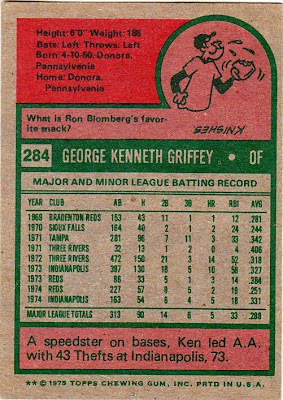 Height: 6'0" Weight: 185
Bats: Left Throws: Left
Born: 4-10-50, Donora,
Pennsylvania
Home: Donora,
Pennsylvania
What is Ron Blomberg's favor-
ite snack?
KNISHES
284 GEORGE KENNETH GRIFFEY • OF
MAJOR AND MINOR LEAGUE BATTING RECORD
YEAR CLUB AB H 2B 3B HR RBI AVG
1969 BRADENTON REDS 153 43 11 1 1 12 .281
1970 SIOUX FALLS 164 40 2 1 2 24 .244
1971 TAMPA 281 96 7 11 3 33 .342
1971 THREE RIVERS 32 13 1 2 0 4 .406
1972 THREE RIVERS 472 150 21 3 14 52 .318
1973 INDIANAPOLIS 397 130 18 5 10 58 .327
1973 REDS 86 33 5 1 3 14 .384
1974 REDS 227 57 9 5 2 19 .251
1974 INDIANAPOLIS 163 54 6 4 5 18 .331
MAJOR LEAGUE TOTALS 313 90 14 6 5 33 .288
A speedster on bases, Ken led A.A.
with 43 Thefts at Indianapolis, 73.
** © 1975 TOPPS CHEWING GUM, INC. PRTD IN U.S.A.